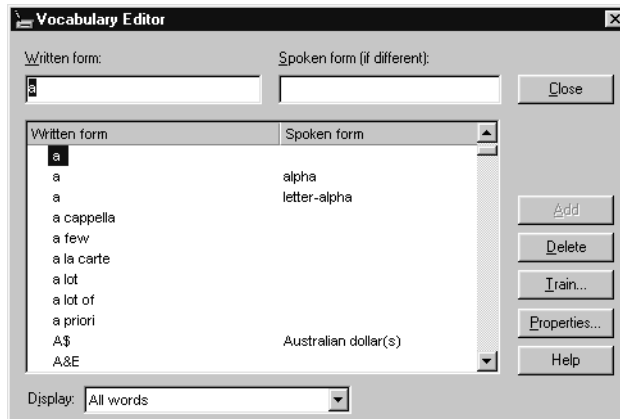 Vocabulary Editor
Written form: Spoken form (if different):
a
Close
Written form Spoken form
a
a alpha
a letter-alpha
a cappella
a few
a la carte
a lot
a lot of
a priori
A$ Australian dollar(s)
A&E
Add
Delete
Train...
Properties...
Help
Display: All words